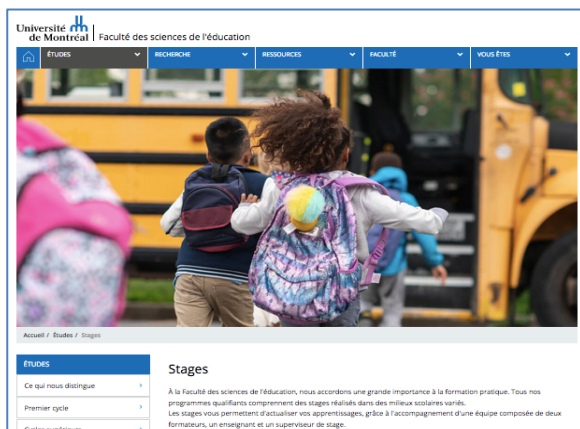 Université
de Montréal
Faculté des sciences de l'éducation
ÉTUDES
RECHERCHE
RESSOURCES
FACULTÉ
VOUS ÊTES
Accueil / Études / Stages
ÉTUDES
Ce qui nous distingue
Premier cycle
Stages
À la Faculté des sciences de l'éducation, nous accordons une grande importance à la formation pratique. Tous nos
programmes qualifiants comprennent des stages réalisés dans des milieux scolaires variés.
Les stages vous permettent d'actualiser vos apprentissages, grâce à l'accompagnement d'une équipe composée de deux
formateurs, un enseignant et un superviseur de stage.